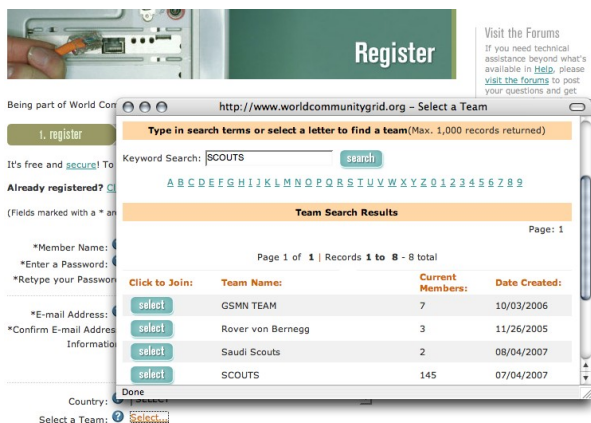 Register
Visit the Forums
If you need technical
assistance beyond what's
available in Help, please
visit the forums to post
your questions and get
Being part of World Con
http://www.worldcommunitygrid.org - Select a Team
1. register
Type in search terms or select a letter to find a team(Max. 1,000 records returned)
It's free and secure! To
Keyword Search: SCOUTS search
Already registered?
A B C D E F G H I J K L M N O P Q R S T U V W X Y Z 0 1 2 3 4 5 6 7 8 9
(Fields marked with a *
Team Search Results
Page: 1
*Member Name:
Page 1 of 1 | Records 1 to 8 - 8 total
*Enter a Password:
*Retype your Passwor
Click to Join: Team Name: Current Members: Date Created:
select GSMN TEAM 7 10/03/2006
*E-mail Address:
*Confirm E-mail Addres
select Rover von Bernegg 3 11/26/2005
Informatio
select Saudi Scouts 2 08/04/2007
select SCOUTS 145 07/04/2007
Done
Country:
Select a Team: ? Select...